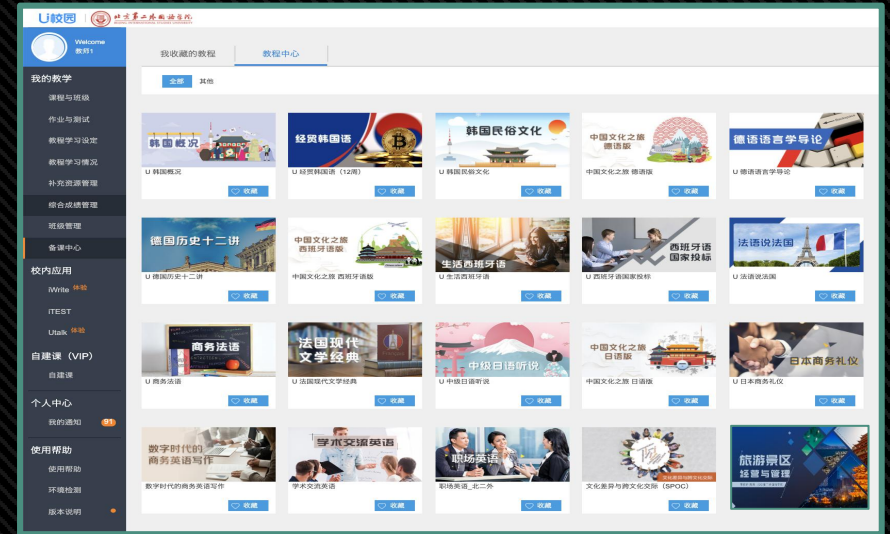 U校园
北京第二外国语学院
Welcome
教师1
我的教学
课程与班级
作业与测试
教程学习设定
教程学习情况
补充资源管理
综合成绩管理
班级管理
备课中心
校内应用
iWrite 体验
iTEST
Utalk 体验
自建课（VIP）
自建课
个人中心
我的通知 91
使用帮助
使用帮助
环境检测
版本说明
我收藏的教程 教程中心
全部 其他
韩国概况
U 韩国概况
收藏
经贸韩国语
U 经贸韩国语（12周）
收藏
韩国民俗文化
U 韩国民俗文化
收藏
中国文化之旅
德语版
中国文化之旅 德语版
收藏
德语语言学导论
U 德语语言学导论
收藏
德国历史十二讲
U 德国历史十二讲
收藏
中国文化之旅
西班牙语版
中国文化之旅 西班牙语版
收藏
生活西班牙语
U 生活西班牙语
收藏
西班牙语
国家投标
U 西班牙语国家投标
收藏
法语说法国
U 法语说法国
收藏
商务法语
U 商务法语
收藏
法国现代
文学经典
U 法国现代文学经典
收藏
中级日语听说
U 中级日语听说
收藏
中国文化之旅
日语版
中国文化之旅 日语版
收藏
日本商务礼仪
U 日本商务礼仪
收藏
数字时代的
商务英语写作
数字时代的商务英语写作
收藏
学术交流英语
学术交流英语
收藏
职场英语
职场英语_北二外
收藏
文化差异与跨文化交际
文化差异与跨文化交际（SPOC）
收藏
旅游景区
经营与管理